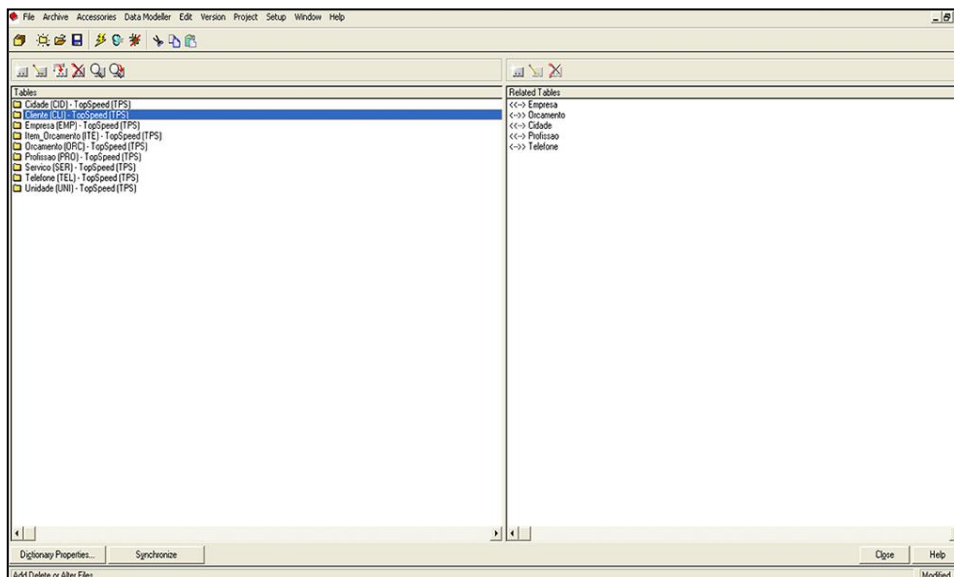 File Archive Accessories Data Modeller Edit Version Project Setup Window Help
Tables
Cidade (CID) - TopSpeed (TPS)
Cliente (CLI) - TopSpeed (TPS)
Empresa (EMP) - TopSpeed (TPS)
Item_Orcamento (ITE) - TopSpeed (TPS)
Orcamento (ORC) - TopSpeed (TPS)
Profissao (PRO) - TopSpeed (TPS)
Servico (SER) - TopSpeed (TPS)
Telefone (TEL) - TopSpeed (TPS)
Unidade (UNI) - TopSpeed (TPS)
Related Tables
<<--> Empresa
<-->> Orcamento
<<--> Cidade
<<--> Profissao
<-->> Telefone
Dictionary Properties... Synchronize Close Help
Add Delete or Alter Files Modified